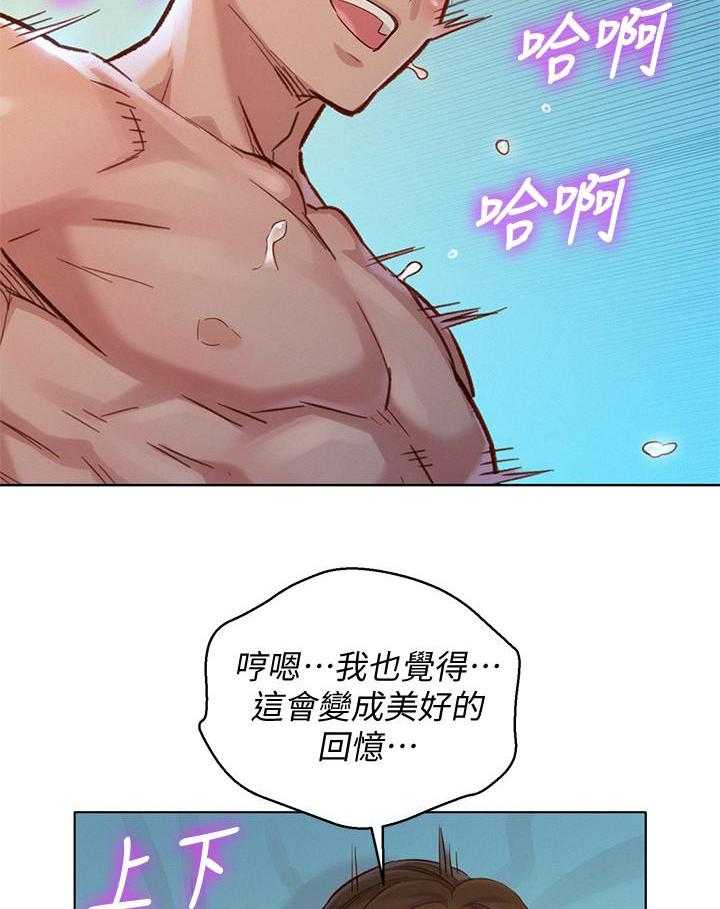 哈啊
哈啊
哼嗯…我也覺得…
這會變成美好的
回憶…
上下